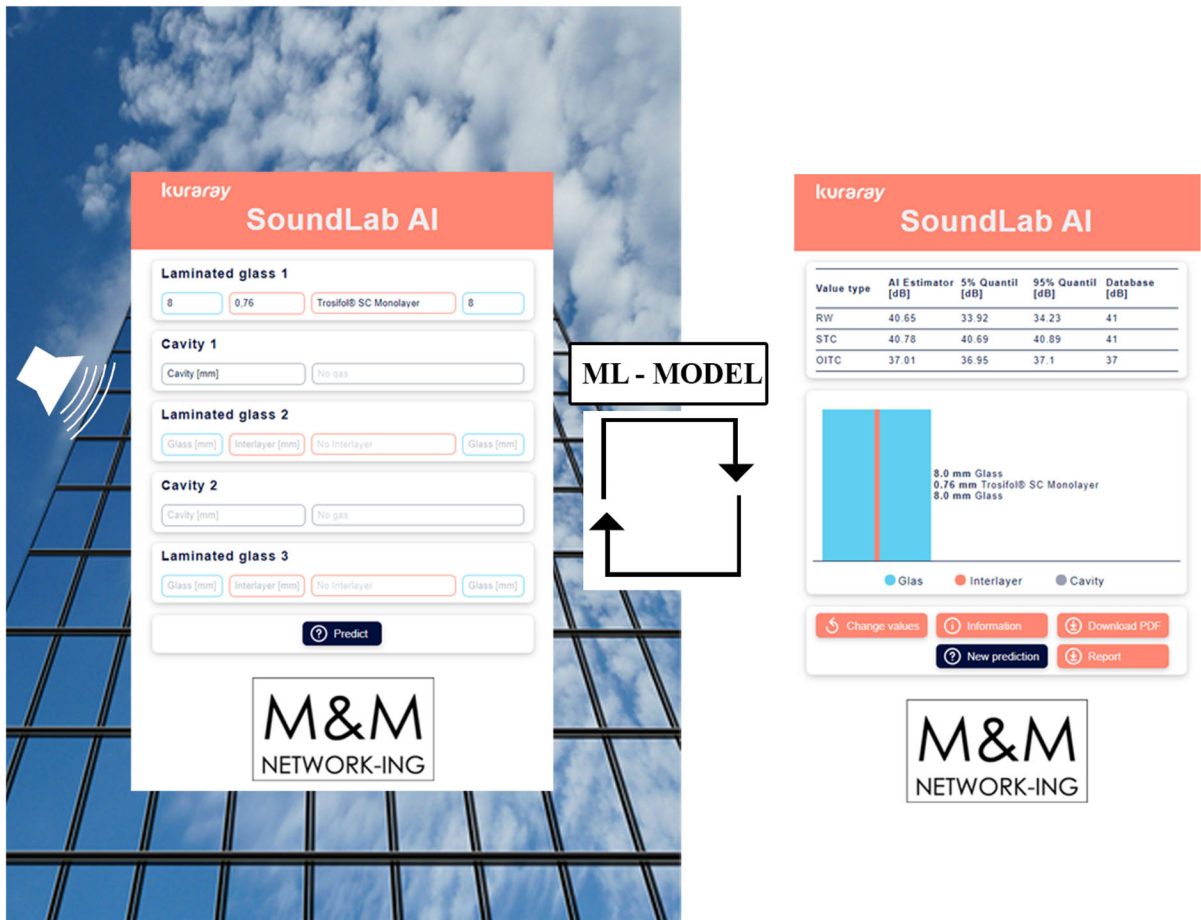 kuraray
SoundLab AI
Laminated glass 1
8 0,76 Trosifol® SC Monolayer 8
Cavity 1
Cavity [mm] No gas
Laminated glass 2
Glass [mm] Interlayer [mm] No Interlayer Glass [mm]
Cavity 2
Cavity [mm] No gas
Laminated glass 3
Glass [mm] Interlayer [mm] No Interlayer Glass [mm]
Predict
M&M
NETWORK-ING
ML - MODEL
kuraray
SoundLab AI
Value type AI Estimator [dB] 5% Quantil [dB] 95% Quantil [dB] Database [dB]
RW 40.65 33.92 34.23 41
STC 40.78 40.69 40.89 41
OITC 37.01 36.95 37.1 37
8.0 mm Glass
0.76 mm Trosifol® SC Monolayer
8.0 mm Glass
Glas Interlayer Cavity
Change values Information Download PDF
New prediction Report
M&M
NETWORK-ING